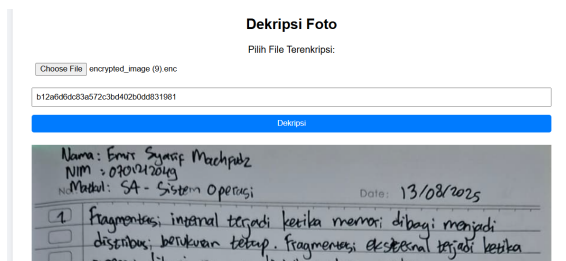 Dekripsi Foto
Pilih File Terenkripsi:
Choose File encrypted_image (9).enc
b12a6d6dc83a572c3bd402b0dd831981
Dekripsi
Nama: Emir Syarif Machfudz
NIM : 0701212049
No Matkul: SA - Sistem Operasi
Date: 13/08/2025
1 Fragmentasi internal terjadi ketika memori dibagi menjadi
distribusi berukuran tetap. Fragmentasi eksternal terjadi ketika